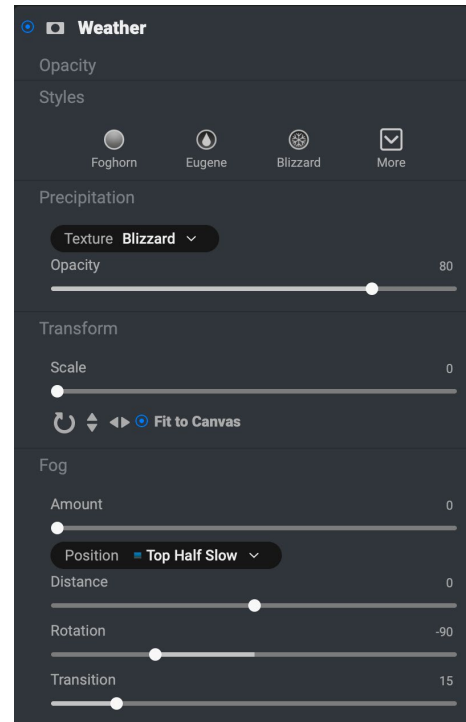 Weather
Opacity
Styles
Foghorn Eugene Blizzard More
Precipitation
Texture Blizzard
Opacity 80
Transform
Scale 0
Fit to Canvas
Fog
Amount 0
Position Top Half Slow
Distance 0
Rotation -90
Transition 15